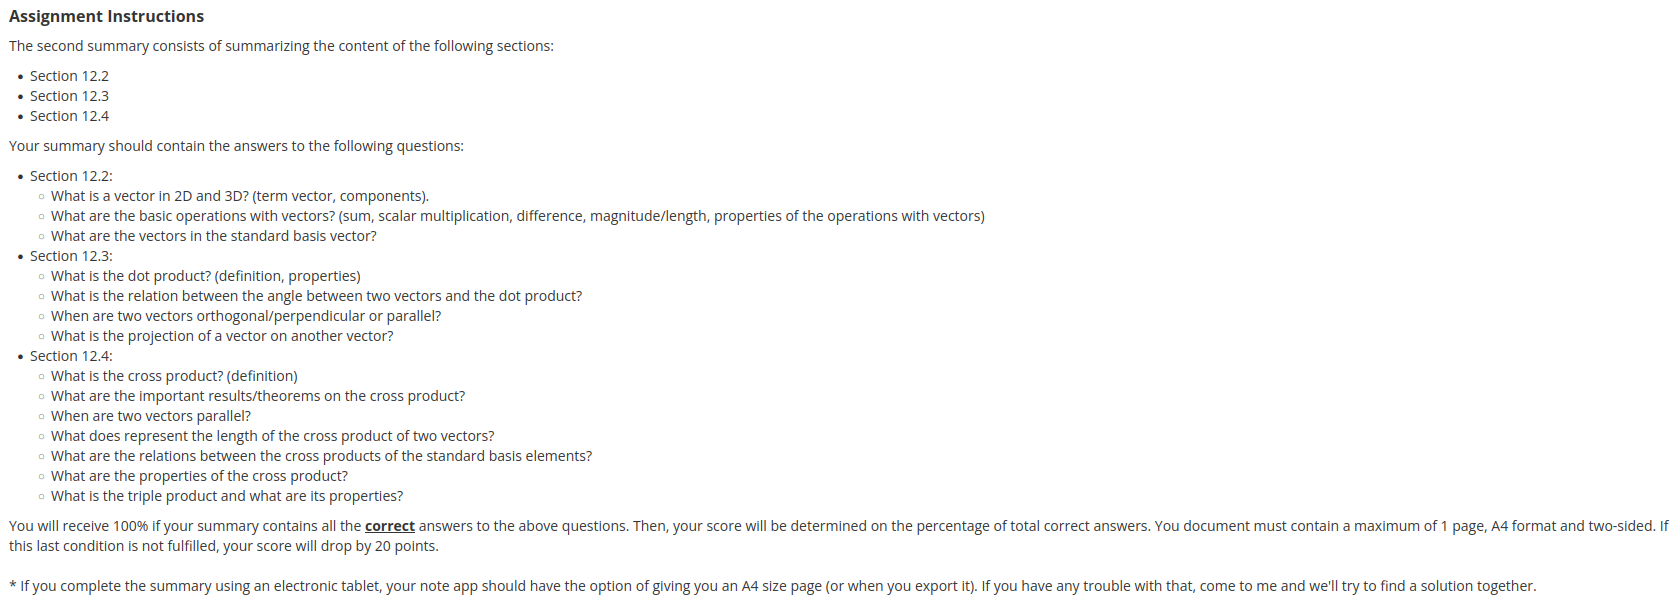 Assignment Instructions
The second summary consists of summarizing the content of the following sections:
• Section 12.2
• Section 12.3
• Section 12.4
Your summary should contain the answers to the following questions:
• Section 12.2:
○ What is a vector in 2D and 3D? (term vector, components).
○ What are the basic operations with vectors? (sum, scalar multiplication, difference, magnitude/length, properties of the operations with vectors)
○ What are the vectors in the standard basis vector?
• Section 12.3:
○ What is the dot product? (definition, properties)
○ What is the relation between the angle between two vectors and the dot product?
○ When are two vectors orthogonal/perpendicular or parallel?
○ What is the projection of a vector on another vector?
• Section 12.4:
○ What is the cross product? (definition)
○ What are the important results/theorems on the cross product?
○ When are two vectors parallel?
○ What does represent the length of the cross product of two vectors?
○ What are the relations between the cross products of the standard basis elements?
○ What are the properties of the cross product?
○ What is the triple product and what are its properties?
You will receive 100% if your summary contains all the correct answers to the above questions. Then, your score will be determined on the percentage of total correct answers. You document must contain a maximum of 1 page, A4 format and two-sided. If
this last condition is not fulfilled, your score will drop by 20 points.
* If you complete the summary using an electronic tablet, your note app should have the option of giving you an A4 size page (or when you export it). If you have any trouble with that, come to me and we'll try to find a solution together.